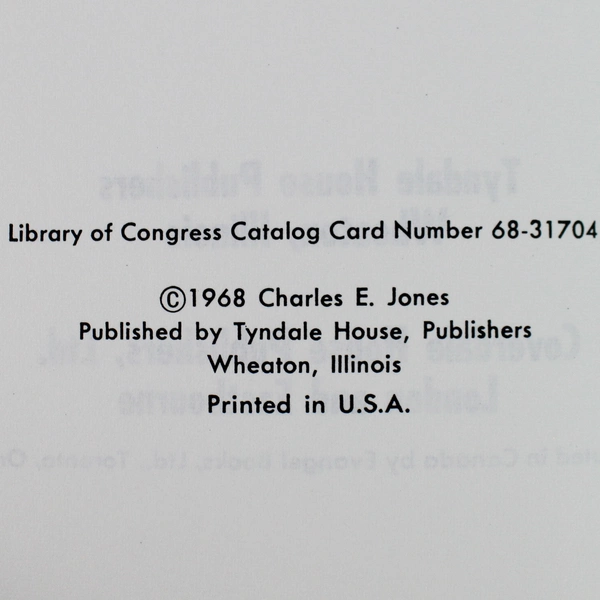 Library of Congress Catalog Card Number 68-31704
©1968 Charles E. Jones
Published by Tyndale House, Publishers
Wheaton, Illinois
Printed in U.S.A.